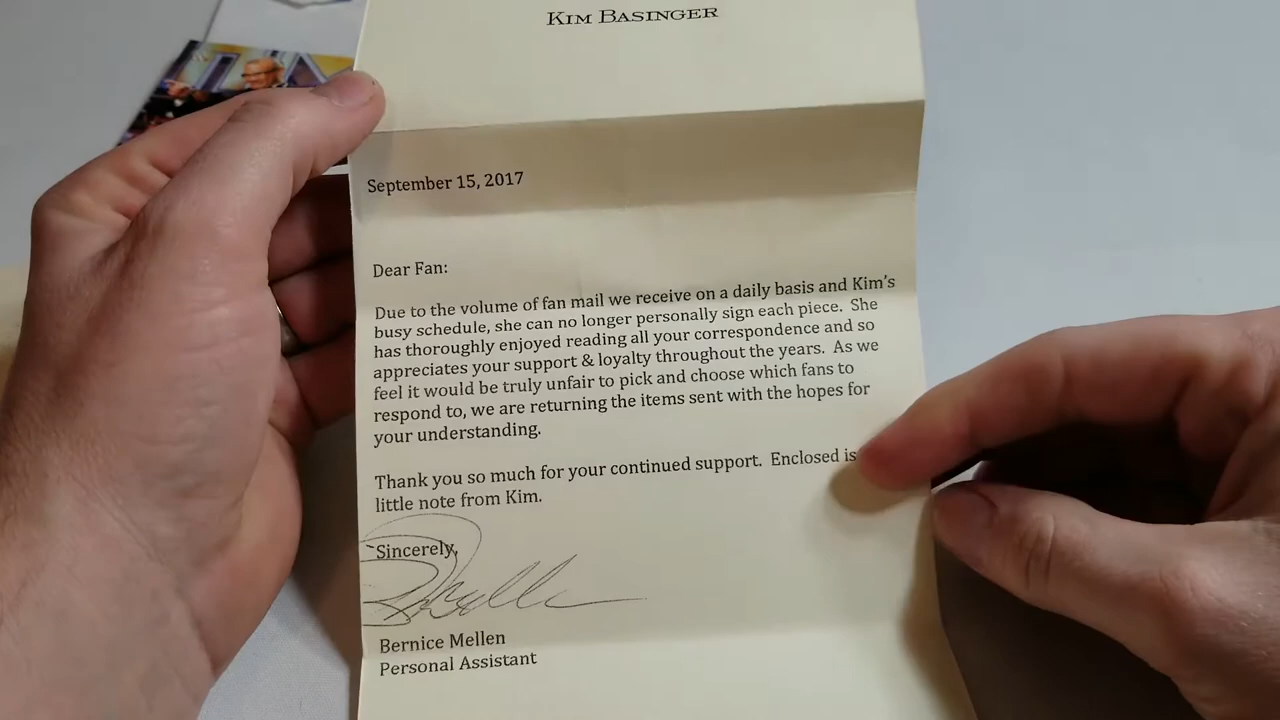 KIM BASINGER
September 15, 2017
Dear Fan:
Due to the volume of fan mail we receive on a daily basis and Kim's
busy schedule, she can no longer personally sign each piece. She
has thoroughly enjoyed reading all your correspondence and so
appreciates your support & loyalty throughout the years. As we
feel it would be truly unfair to pick and choose which fans to
respond to, we are returning the items sent with the hopes for
your understanding.
Thank you so much for your continued support. Enclosed is
little note from Kim.
Sincerely,
Bernice Mellen
Personal Assistant